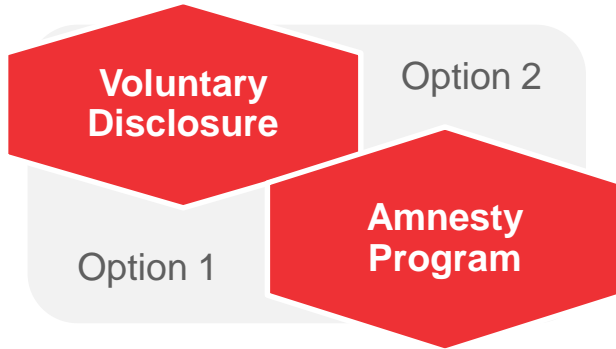 Voluntary
Disclosure
Option 2
Option 1
Amnesty
Program